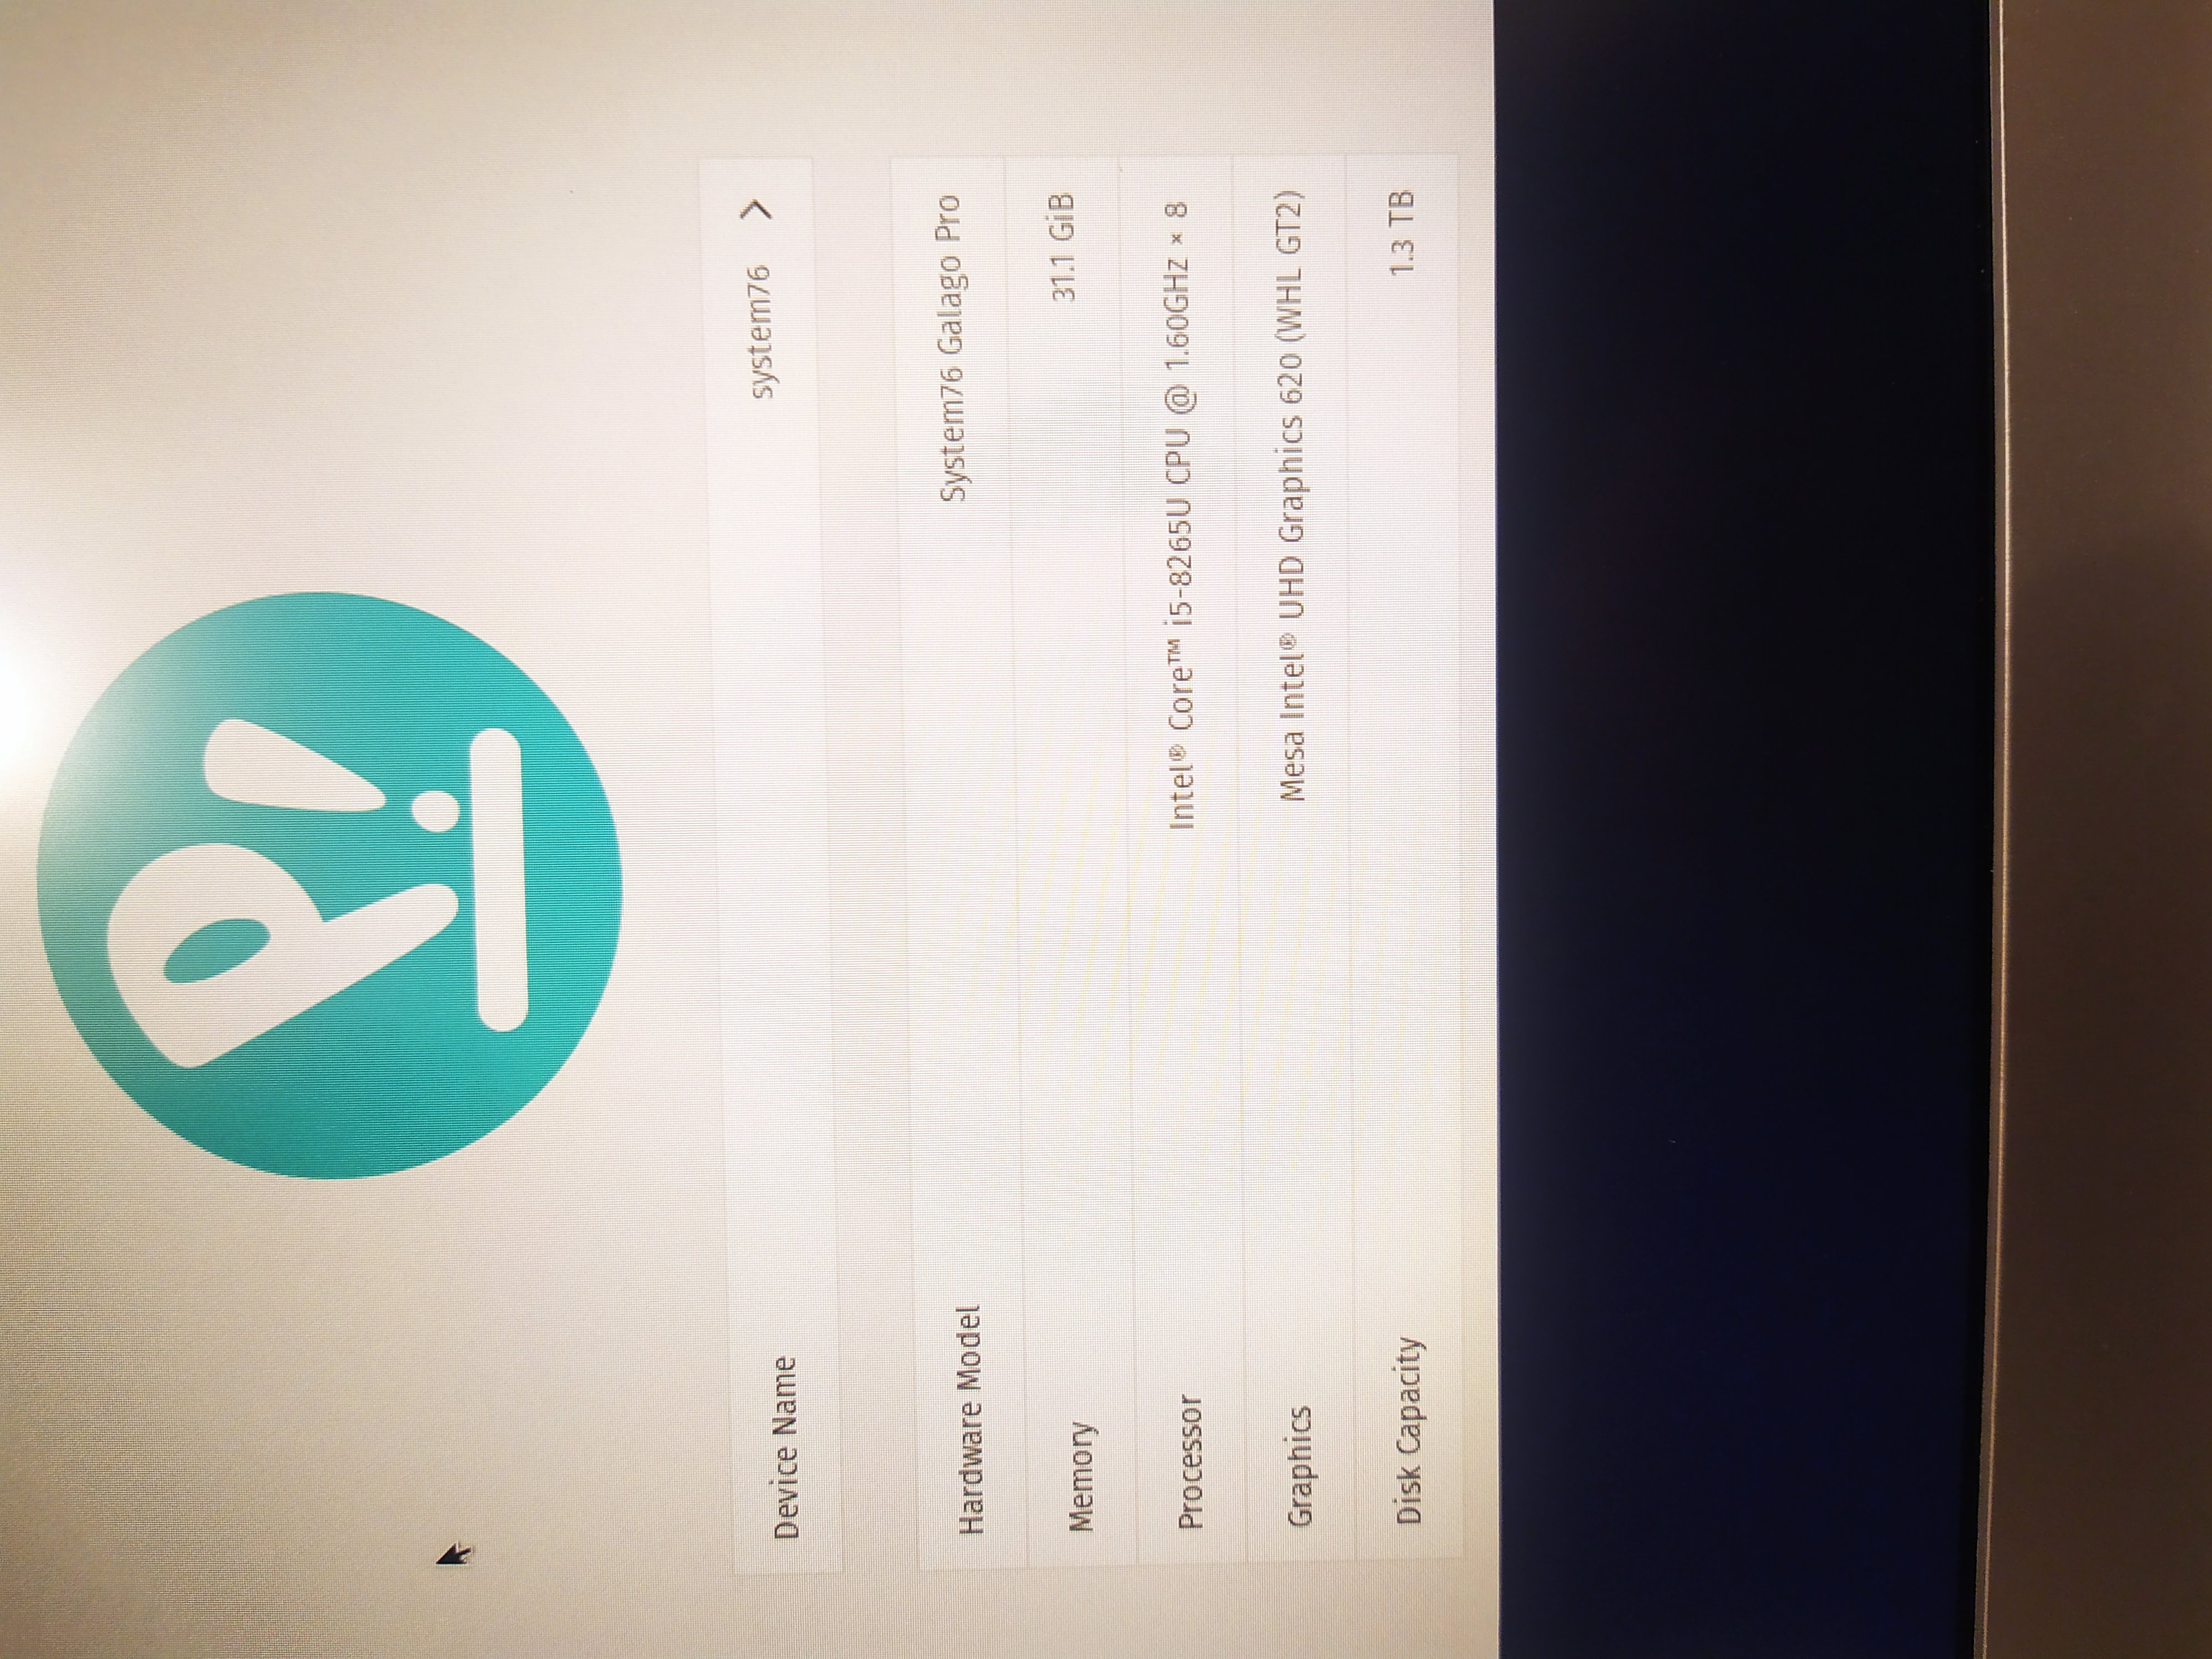 P!
Device Name system76
Hardware Model System76 Galago Pro
Memory 31.1 GiB
Processor Intel® Core™ i5-8265U CPU @ 1.60GHz × 8
Graphics Mesa Intel® UHD Graphics 620 (WHL GT2)
Disk Capacity 1.3 TB